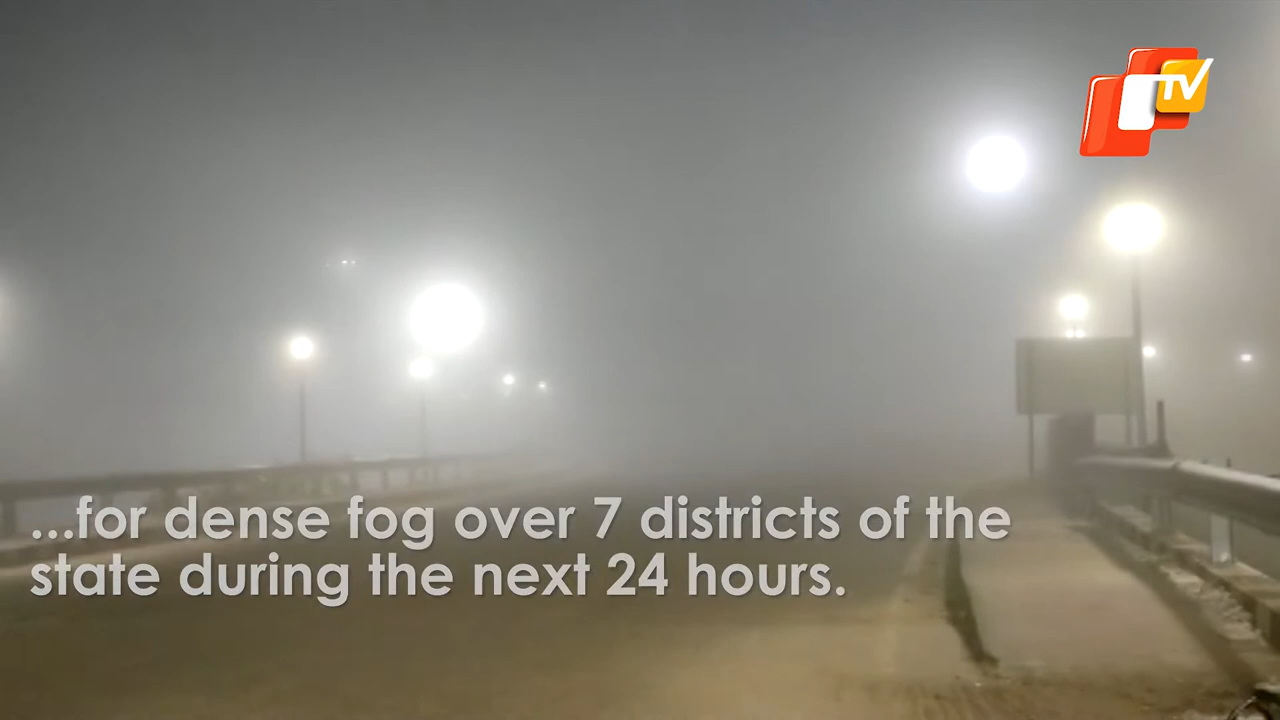 TV
...for dense fog over 7 districts of the
state during the next 24 hours.